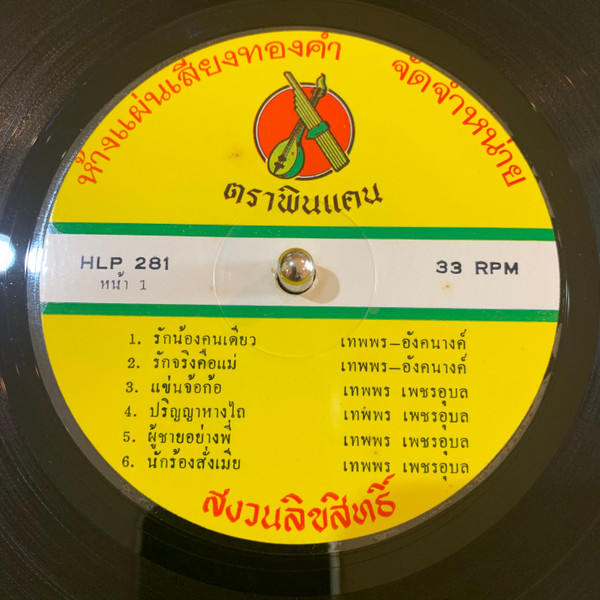 ห้างแผ่นเสียงทองคำ จัดจำหน่าย
ตราพินแคน
HLP 281
หน้า 1
33 RPM
1. รักน้องคนเดียว เทพพร—อังคนางค์
2. รักจริงคือแม่ เทพพร—อังคนางค์
3. แข่นจ้อก้อ เทพพร เพชรอุบล
4. ปริญญาหางไถ เทพพร เพชรอุบล
5. ผู้ชายอย่างพี่ เทพพร เพชรอุบล
6. นักร้องสั่งเมีย เทพพร เพชรอุบล
สงวนลิขสิทธิ์